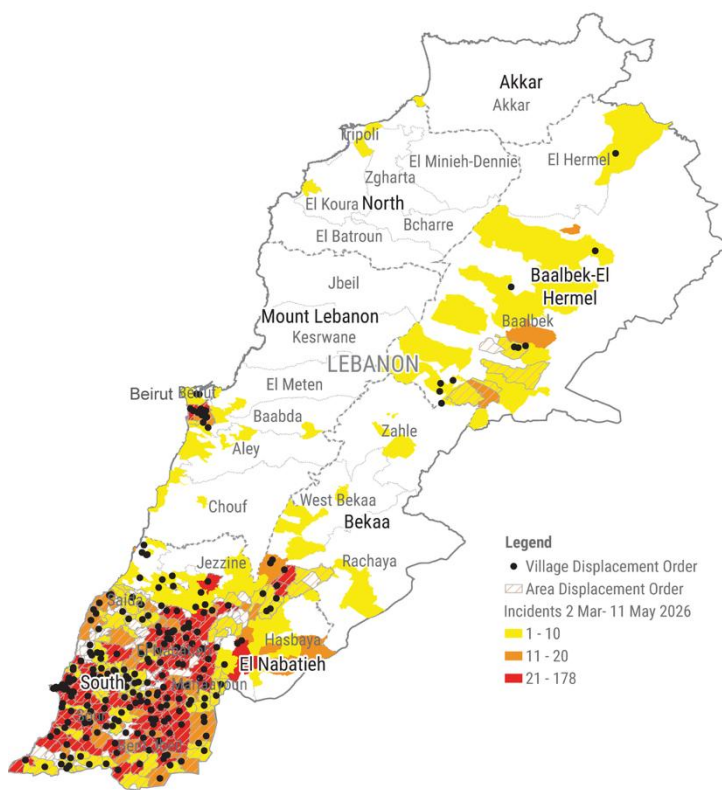 Akkar
Akkar
Tripoli
El Minieh-Dennie
El Hermel
Zgharta
El Koura
North
Bcharre
El Batroun
Baalbek-El
Hermel
Jbeil
Mount Lebanon
Baalbek
Kesrwane
LEBANON
El Meten
Beirut
Beirut
Baabda
Zahle
Aley
Chouf
West Bekaa
Bekaa
Jezzine
Rachaya
Saida
Hasbaya
El Nabatieh
South
Marjaayoun
Legend
Village Displacement Order
Area Displacement Order
Incidents 2 Mar- 11 May 2026
1 - 10
11 - 20
21 - 178